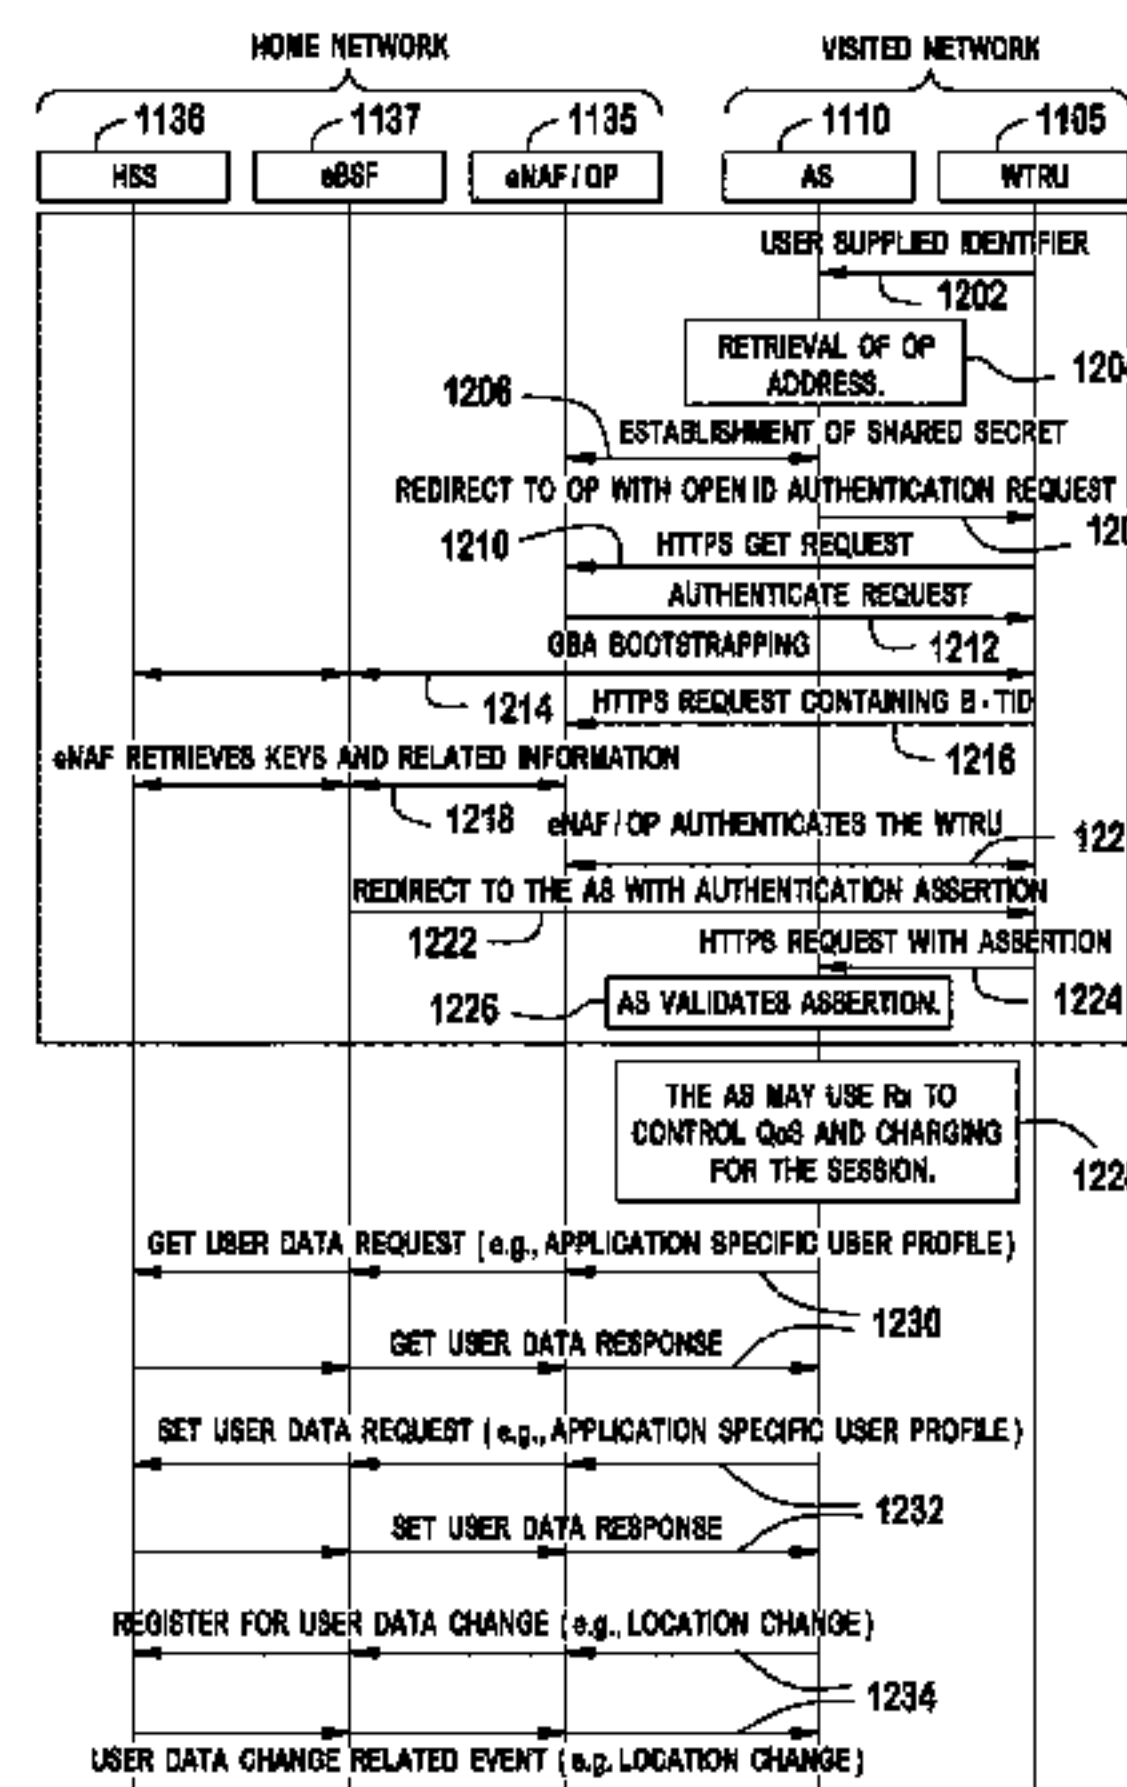 HOME NETWORK VISITED NETWORK
1136 1137 1135 1110 1105
HSS eBSF eNAF / OP AS WTRU
USER SUPPLIED IDENTIFIER
1202
RETRIEVAL OF OP
ADDRESS.
1206
ESTABLISHMENT OF SHARED SECRET
REDIRECT TO OP WITH OPEN ID AUTHENTICATION REQUEST
1210
HTTPS GET REQUEST
AUTHENTICATE REQUEST
1212
GBA BOOTSTRAPPING
1214
HTTPS REQUEST CONTAINING B - TID
1216
eNAF RETRIEVES KEYS AND RELATED INFORMATION
1218
eNAF / OP AUTHENTICATES THE WTRU
REDIRECT TO THE AS WITH AUTHENTICATION ASSERTION
1222
HTTPS REQUEST WITH ASSERTION
1224
1226
AS VALIDATES ASSERTION.
THE AS MAY USE Rx TO
CONTROL QoS AND CHARGING
FOR THE SESSION.
GET USER DATA REQUEST ( e.g., APPLICATION SPECIFIC USER PROFILE )
1230
GET USER DATA RESPONSE
SET USER DATA REQUEST ( e.g., APPLICATION SPECIFIC USER PROFILE )
1232
SET USER DATA RESPONSE
REGISTER FOR USER DATA CHANGE ( e.g., LOCATION CHANGE )
1234
USER DATA CHANGE RELATED EVENT ( e.g. LOCATION CHANGE )